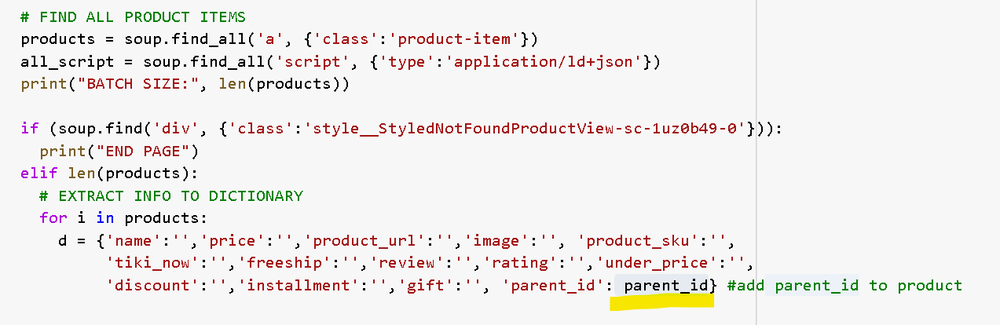 # FIND ALL PRODUCT ITEMS
products = soup.find_all('a', {'class':'product-item'})
all_script = soup.find_all('script', {'type':'application/ld+json'})
print("BATCH SIZE:", len(products))
if (soup.find('div', {'class':'style__StyledNotFoundProductView-sc-1uz0b49-0'})):
print("END PAGE")
elif len(products):
# EXTRACT INFO TO DICTIONARY
for i in products:
d = {'name':'','price':'','product_url':'','image':'', 'product_sku':'',
'tiki_now':'','freeship':'','review':'','rating':'','under_price':'',
'discount':'','installment':'','gift':'', 'parent_id': parent_id} #add parent_id to product